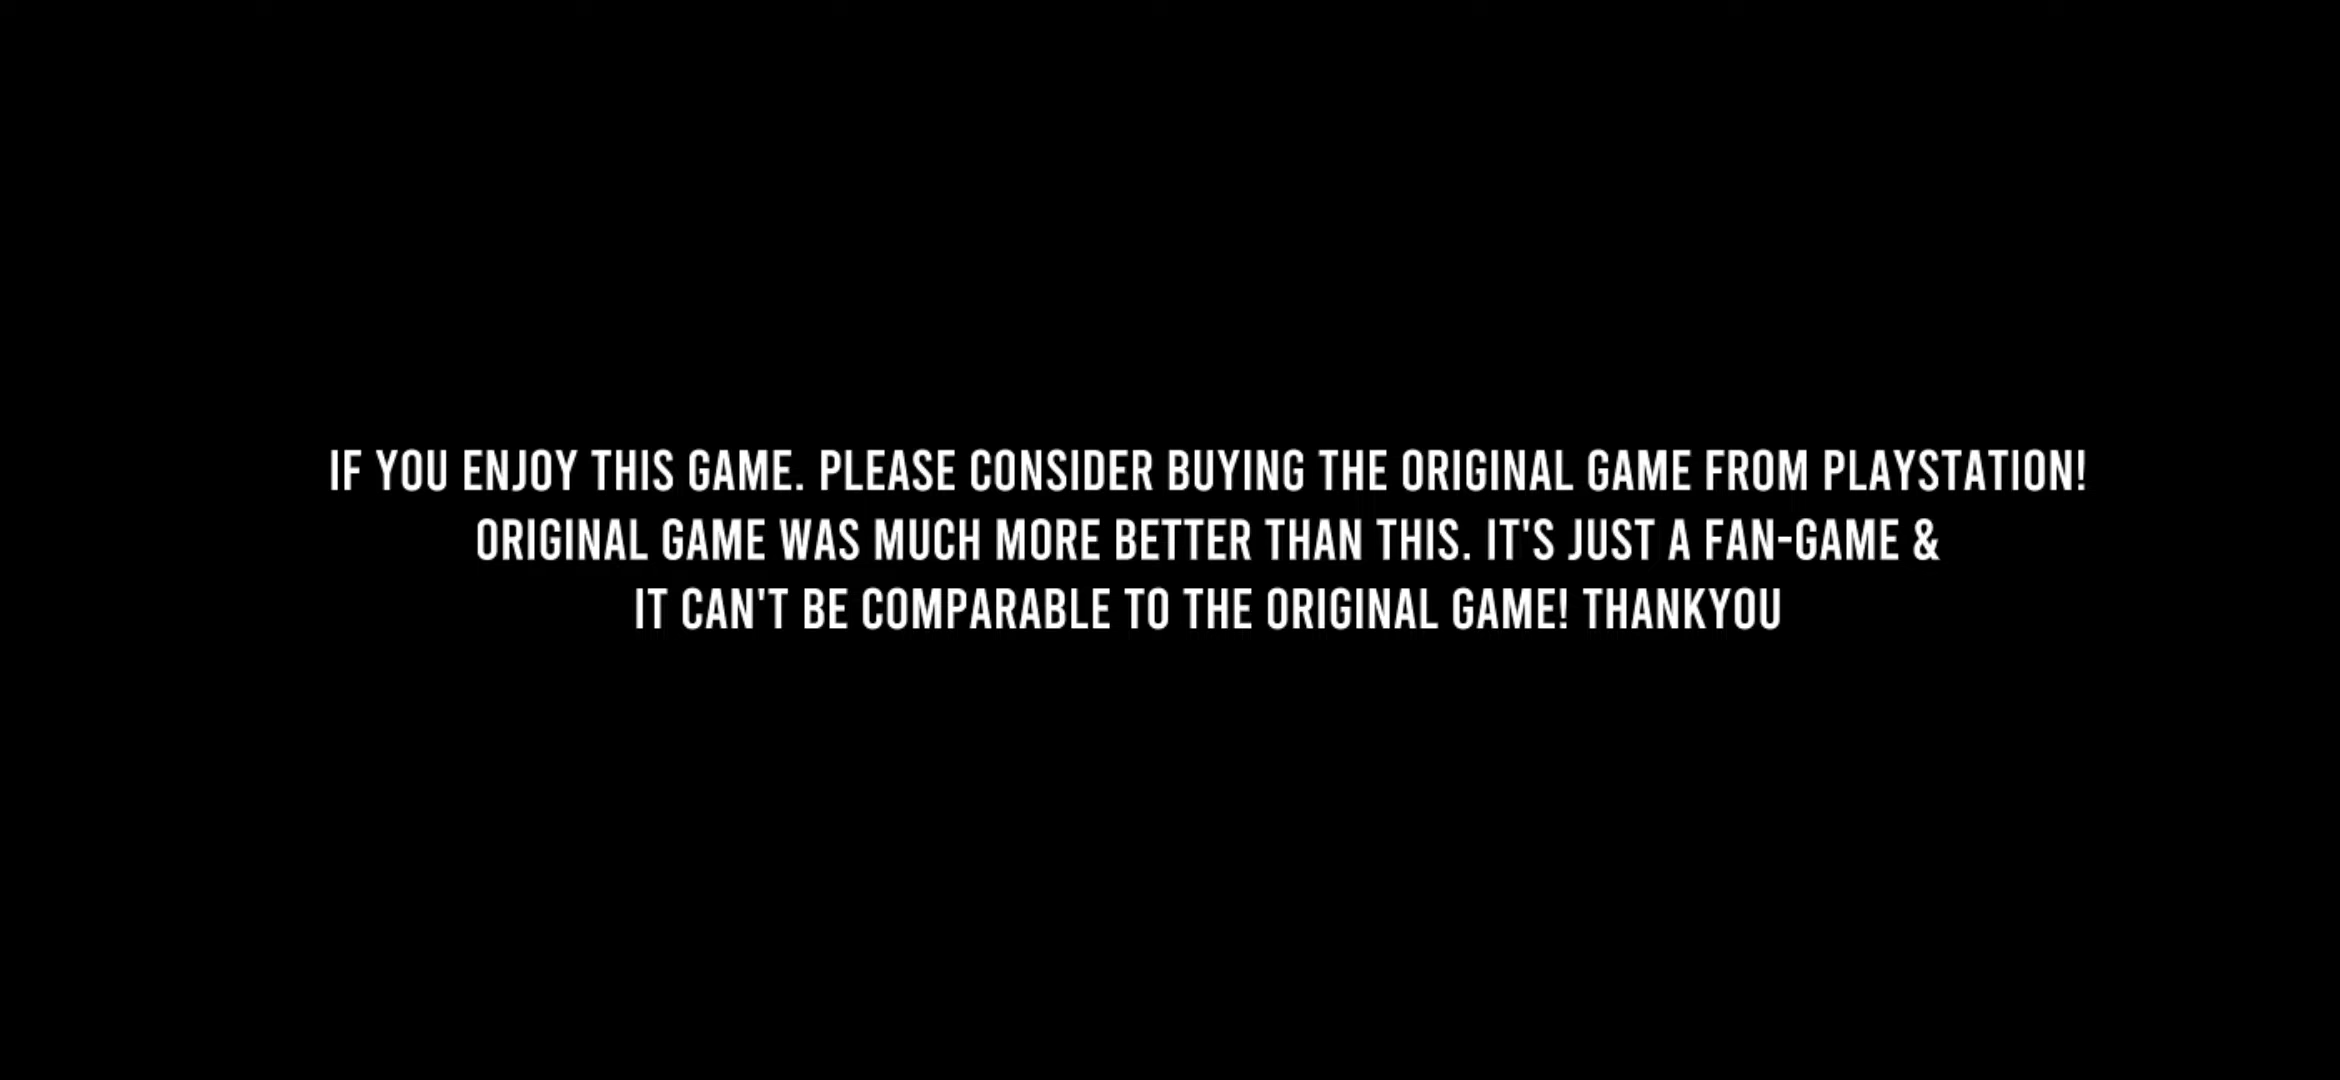 IF YOU ENJOY THIS GAME. PLEASE CONSIDER BUYING THE ORIGINAL GAME FROM PLAYSTATION!
ORIGINAL GAME WAS MUCH MORE BETTER THAN THIS. IT'S JUST A FAN-GAME &
IT CAN'T BE COMPARABLE TO THE ORIGINAL GAME! THANKYOU